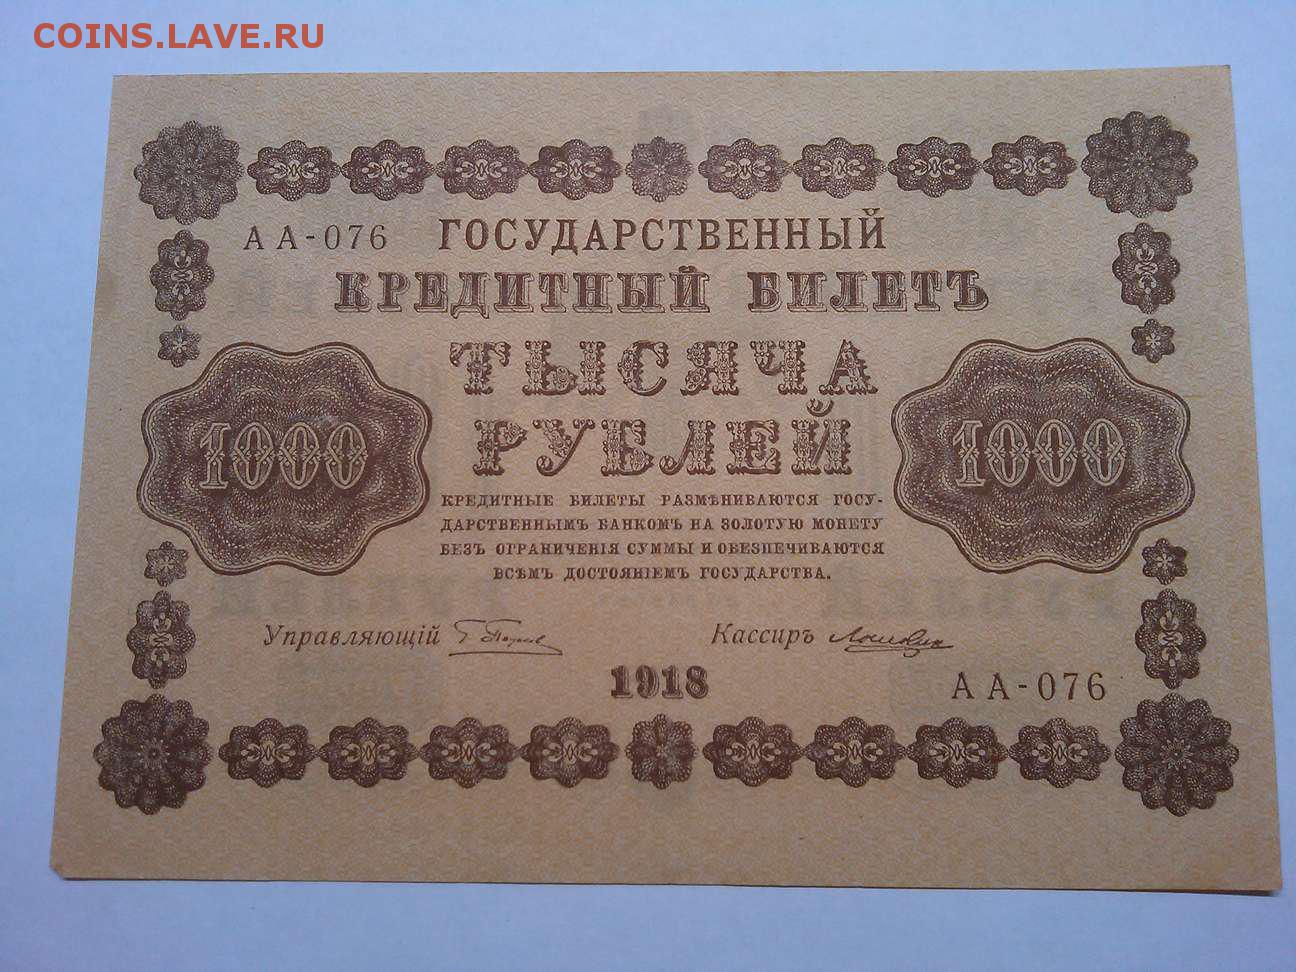 COINS.LAVE.RU
АА-076 ГОСУДАРСТВЕННЫЙ
КРЕДИТНЫЙ БИЛЕТЪ
ТЫСЯЧА
РУБЛЕЙ
1000 1000
КРЕДИТНЫЕ БИЛЕТЫ РАЗМѢНИВАЮТСЯ ГОСУ-
ДАРСТВЕННЫМЪ БАНКОМЪ НА ЗОЛОТУЮ МОНЕТУ
БЕЗЪ ОГРАНИЧЕНІЯ СУММЫ И ОБЕЗПЕЧИВАЮТСЯ
ВСѢМЪ ДОСТОЯНІЕМЪ ГОСУДАРСТВА.
Управляющій Кассиръ
1918
АА-076